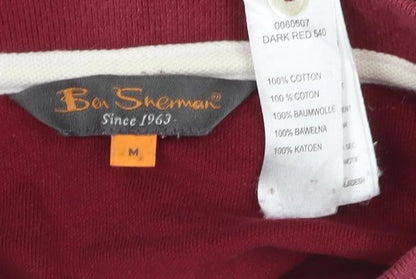 Ben Sherman®
Since 1963
M
0060507
DARK RED 540
100% COTTON
100 % COTON
100% BAUMWOLLE
100% BAWEŁNA
100% KATOEN